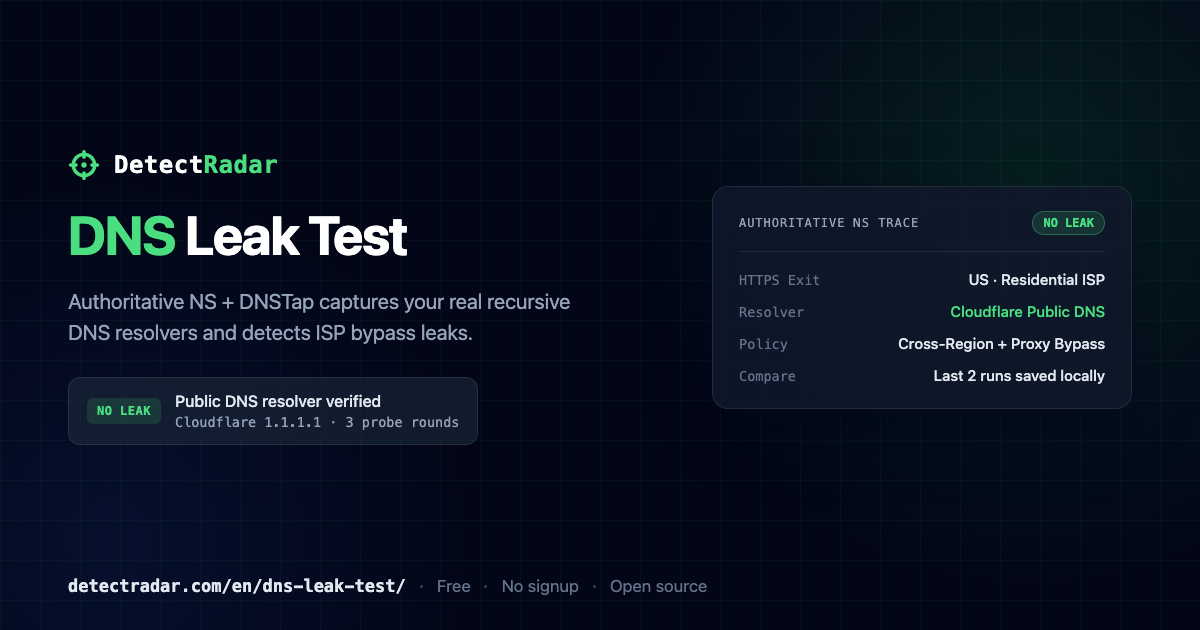 DetectRadar
DNS Leak Test
Authoritative NS + DNSTap captures your real recursive
DNS resolvers and detects ISP bypass leaks.
NO LEAK
Public DNS resolver verified
Cloudflare 1.1.1.1 · 3 probe rounds
AUTHORITATIVE NS TRACE NO LEAK
HTTPS Exit US · Residential ISP
Resolver Cloudflare Public DNS
Policy Cross-Region + Proxy Bypass
Compare Last 2 runs saved locally
detectradar.com/en/dns-leak-test/ · Free · No signup · Open source